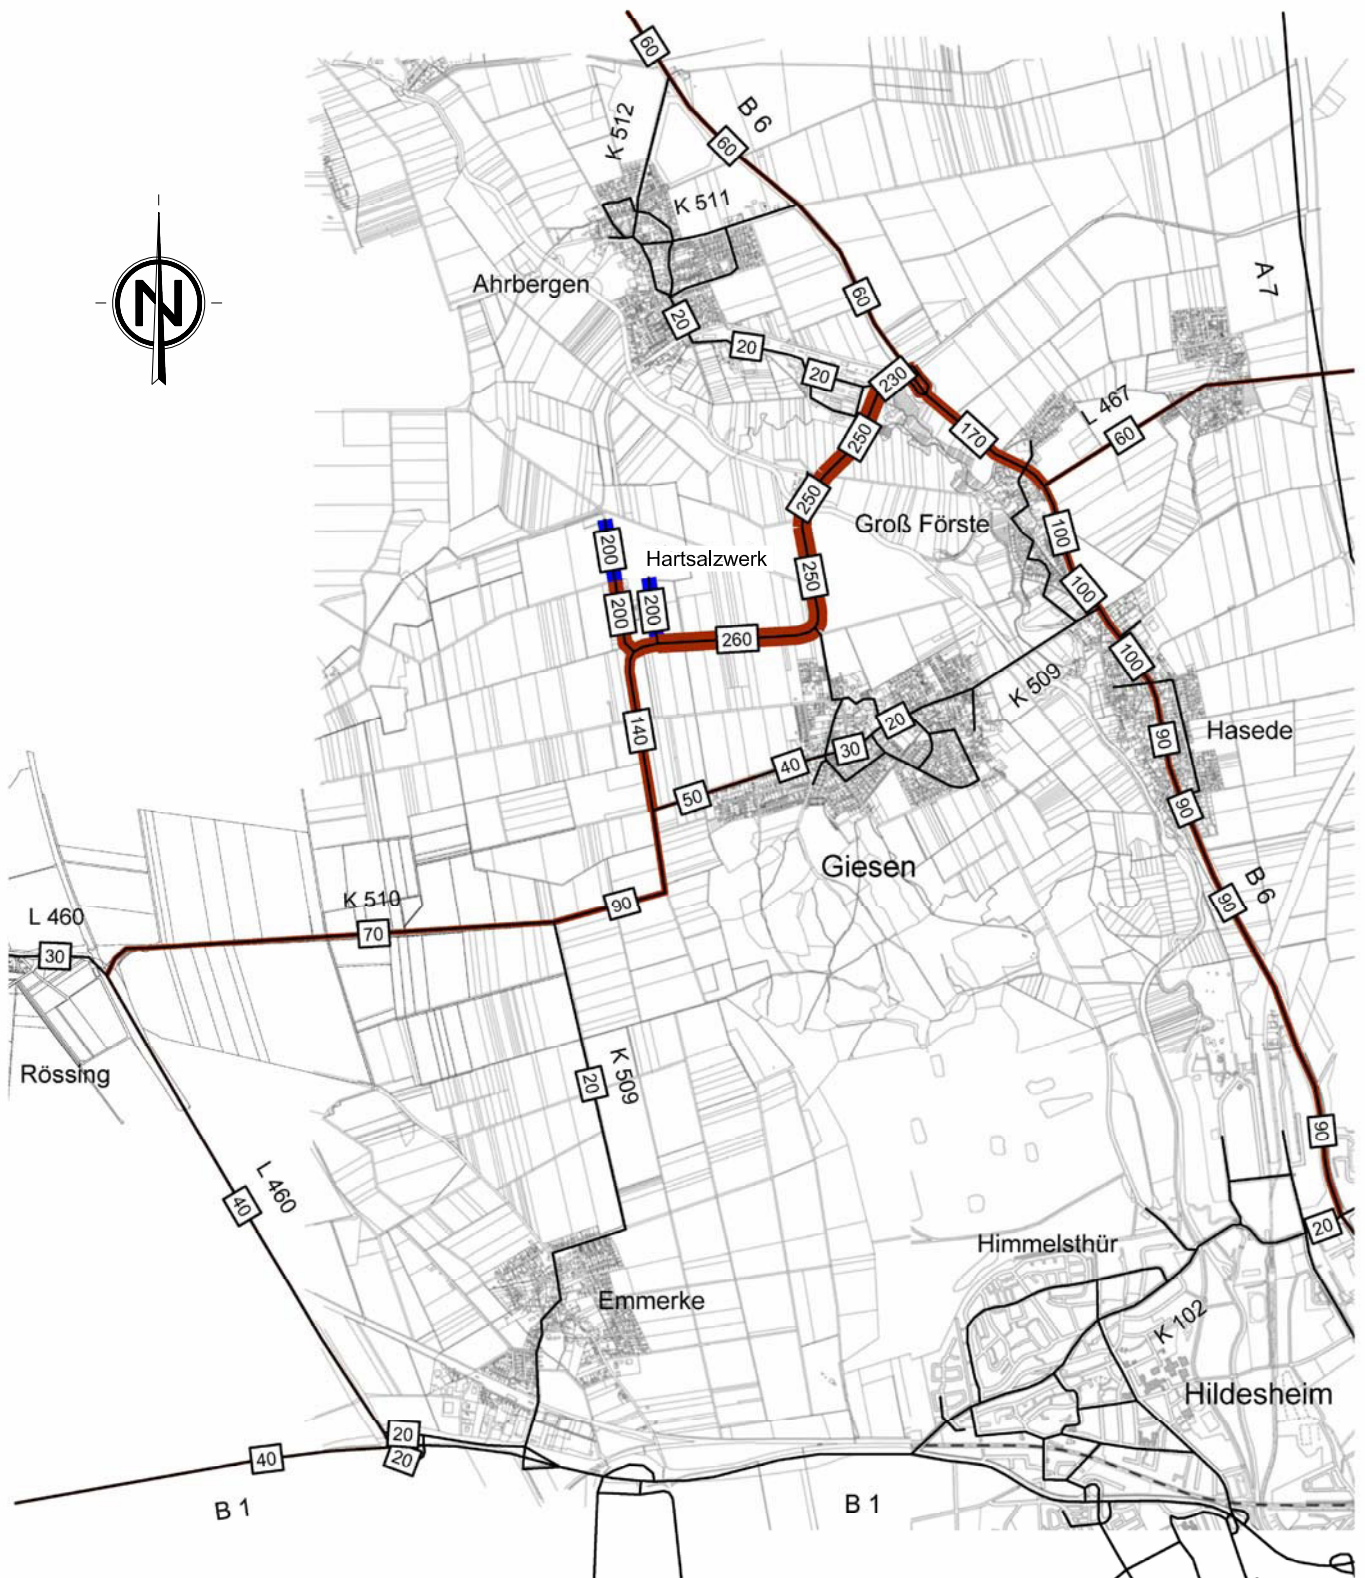 60
B 6
K 512
60
K 511
A 7
Ahrbergen
60
20
20
20
230
L 467
60
170
250
250
Groß Förste
100
200
Hartsalzwerk
250
100
200
200
260
100
K 509
20
140
30
Hasede
90
40
50
90
Giesen
B 6
90
K 510
90
L 460
70
30
K 509
Rössing
20
90
L 460
40
20
Himmelsthür
Emmerke
K 102
Hildesheim
20
40
20
B 1
B 1
N